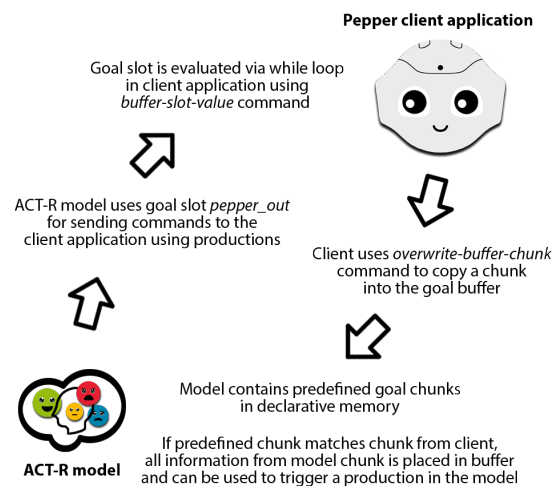 Pepper client application
Goal slot is evaluated via while loop
in client application using
buffer-slot-value command
ACT-R model uses goal slot pepper_out
for sending commands to the
client application using productions
Client uses overwrite-buffer-chunk
command to copy a chunk
into the goal buffer
Model contains predefined goal chunks
in declarative memory
If predefined chunk matches chunk from client,
all information from model chunk is placed in buffer
and can be used to trigger a production in the model
ACT-R model